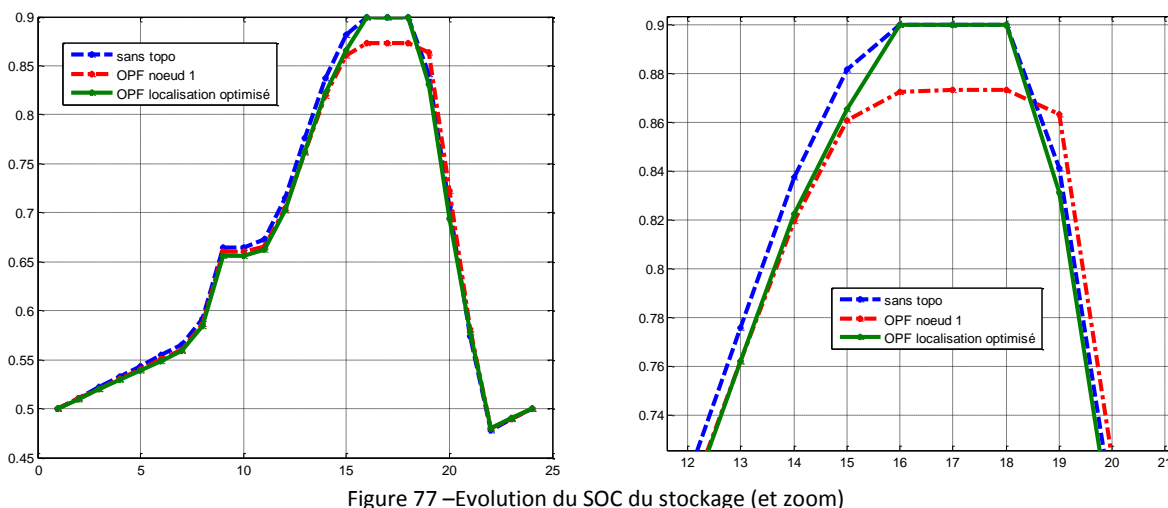 0.9
0.85
0.8
0.75
0.7
0.65
0.6
0.55
0.5
0.45
0 5 10 15 20 25
sans topo
OPF noeud 1
OPF localisation optimisé
0.9
0.88
0.86
0.84
0.82
0.8
0.78
0.76
0.74
12 13 14 15 16 17 18 19 20 21
sans topo
OPF noeud 1
OPF localisation optimisé
Figure 77 –Evolution du SOC du stockage (et zoom)